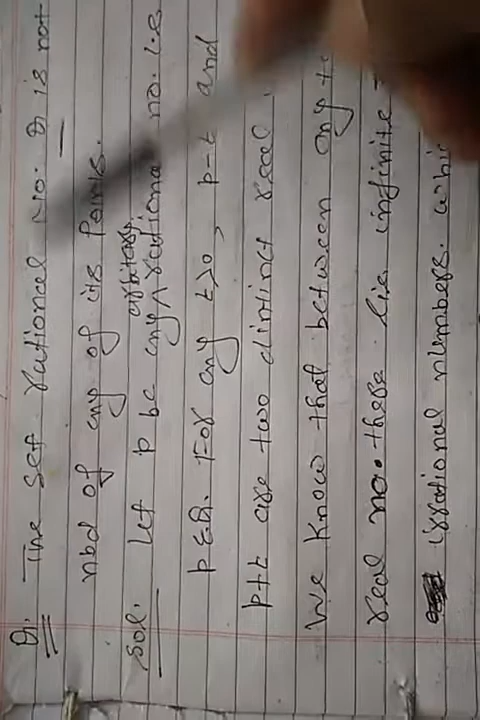 Q. The set rational No. Q is not
nbd of any of its Points.
Sol. Let p be any arbitary rational no. i.e
p∈Q. For any ε>0, p-ε and
p+ε are two distinct real
We know that between any
real no. there lie infinite
irrational numbers. which